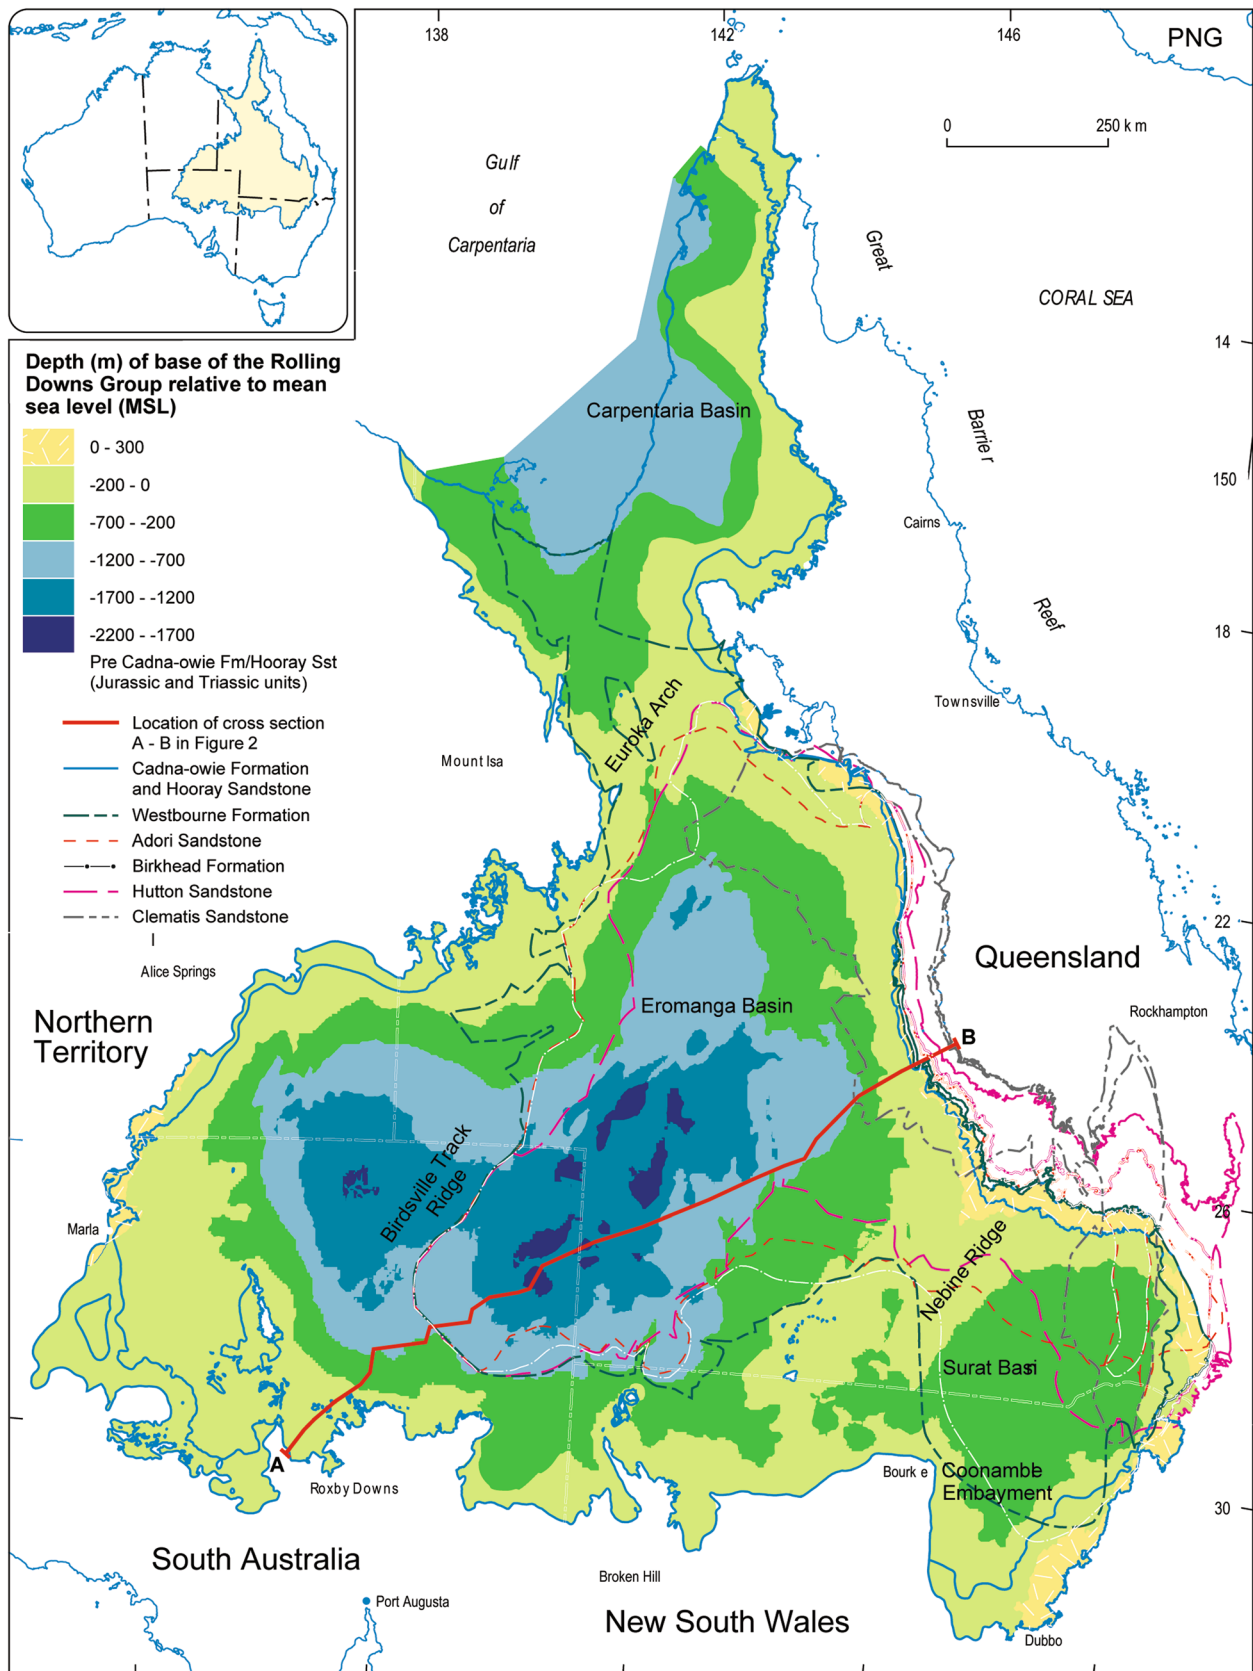 138
142
146
PNG
0
250 km
Gulf
of
Carpentaria
Great
CORAL SEA
14
Depth (m) of base of the Rolling
Downs Group relative to mean
sea level (MSL)
0 - 300
-200 - 0
-700 - -200
-1200 - -700
-1700 - -1200
-2200 - -1700
Pre Cadna-owie Fm/Hooray Sst
(Jurassic and Triassic units)
Location of cross section
A - B in Figure 2
Cadna-owie Formation
and Hooray Sandstone
Westbourne Formation
Adori Sandstone
Birkhead Formation
Hutton Sandstone
Clematis Sandstone
Carpentaria Basin
Barrier
150
Cairns
Reef
18
Townsville
Euroka Arch
Mount Isa
22
Queensland
Alice Springs
Eromanga Basin
Rockhampton
Northern
Territory
B
Birdsville Track
Ridge
Marla
26
Nebine Ridge
Surat Basi
n
A
Roxby Downs
Bourke
Coonamble
Embayment
30
South Australia
Broken Hill
Port Augusta
New South Wales
Dubbo